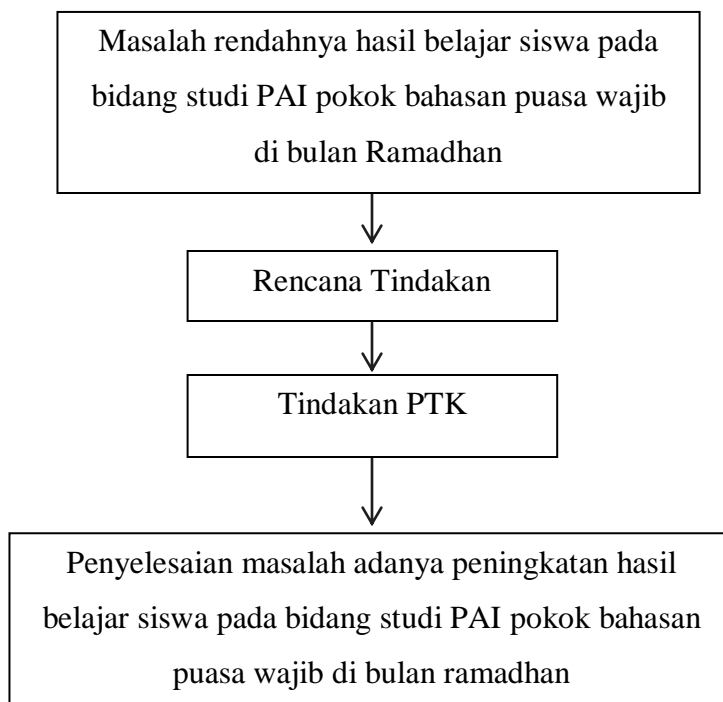 Masalah rendahnya hasil belajar siswa pada
bidang studi PAI pokok bahasan puasa wajib
di bulan Ramadhan
Rencana Tindakan
Tindakan PTK
Penyelesaian masalah adanya peningkatan hasil
belajar siswa pada bidang studi PAI pokok bahasan
puasa wajib di bulan ramadhan